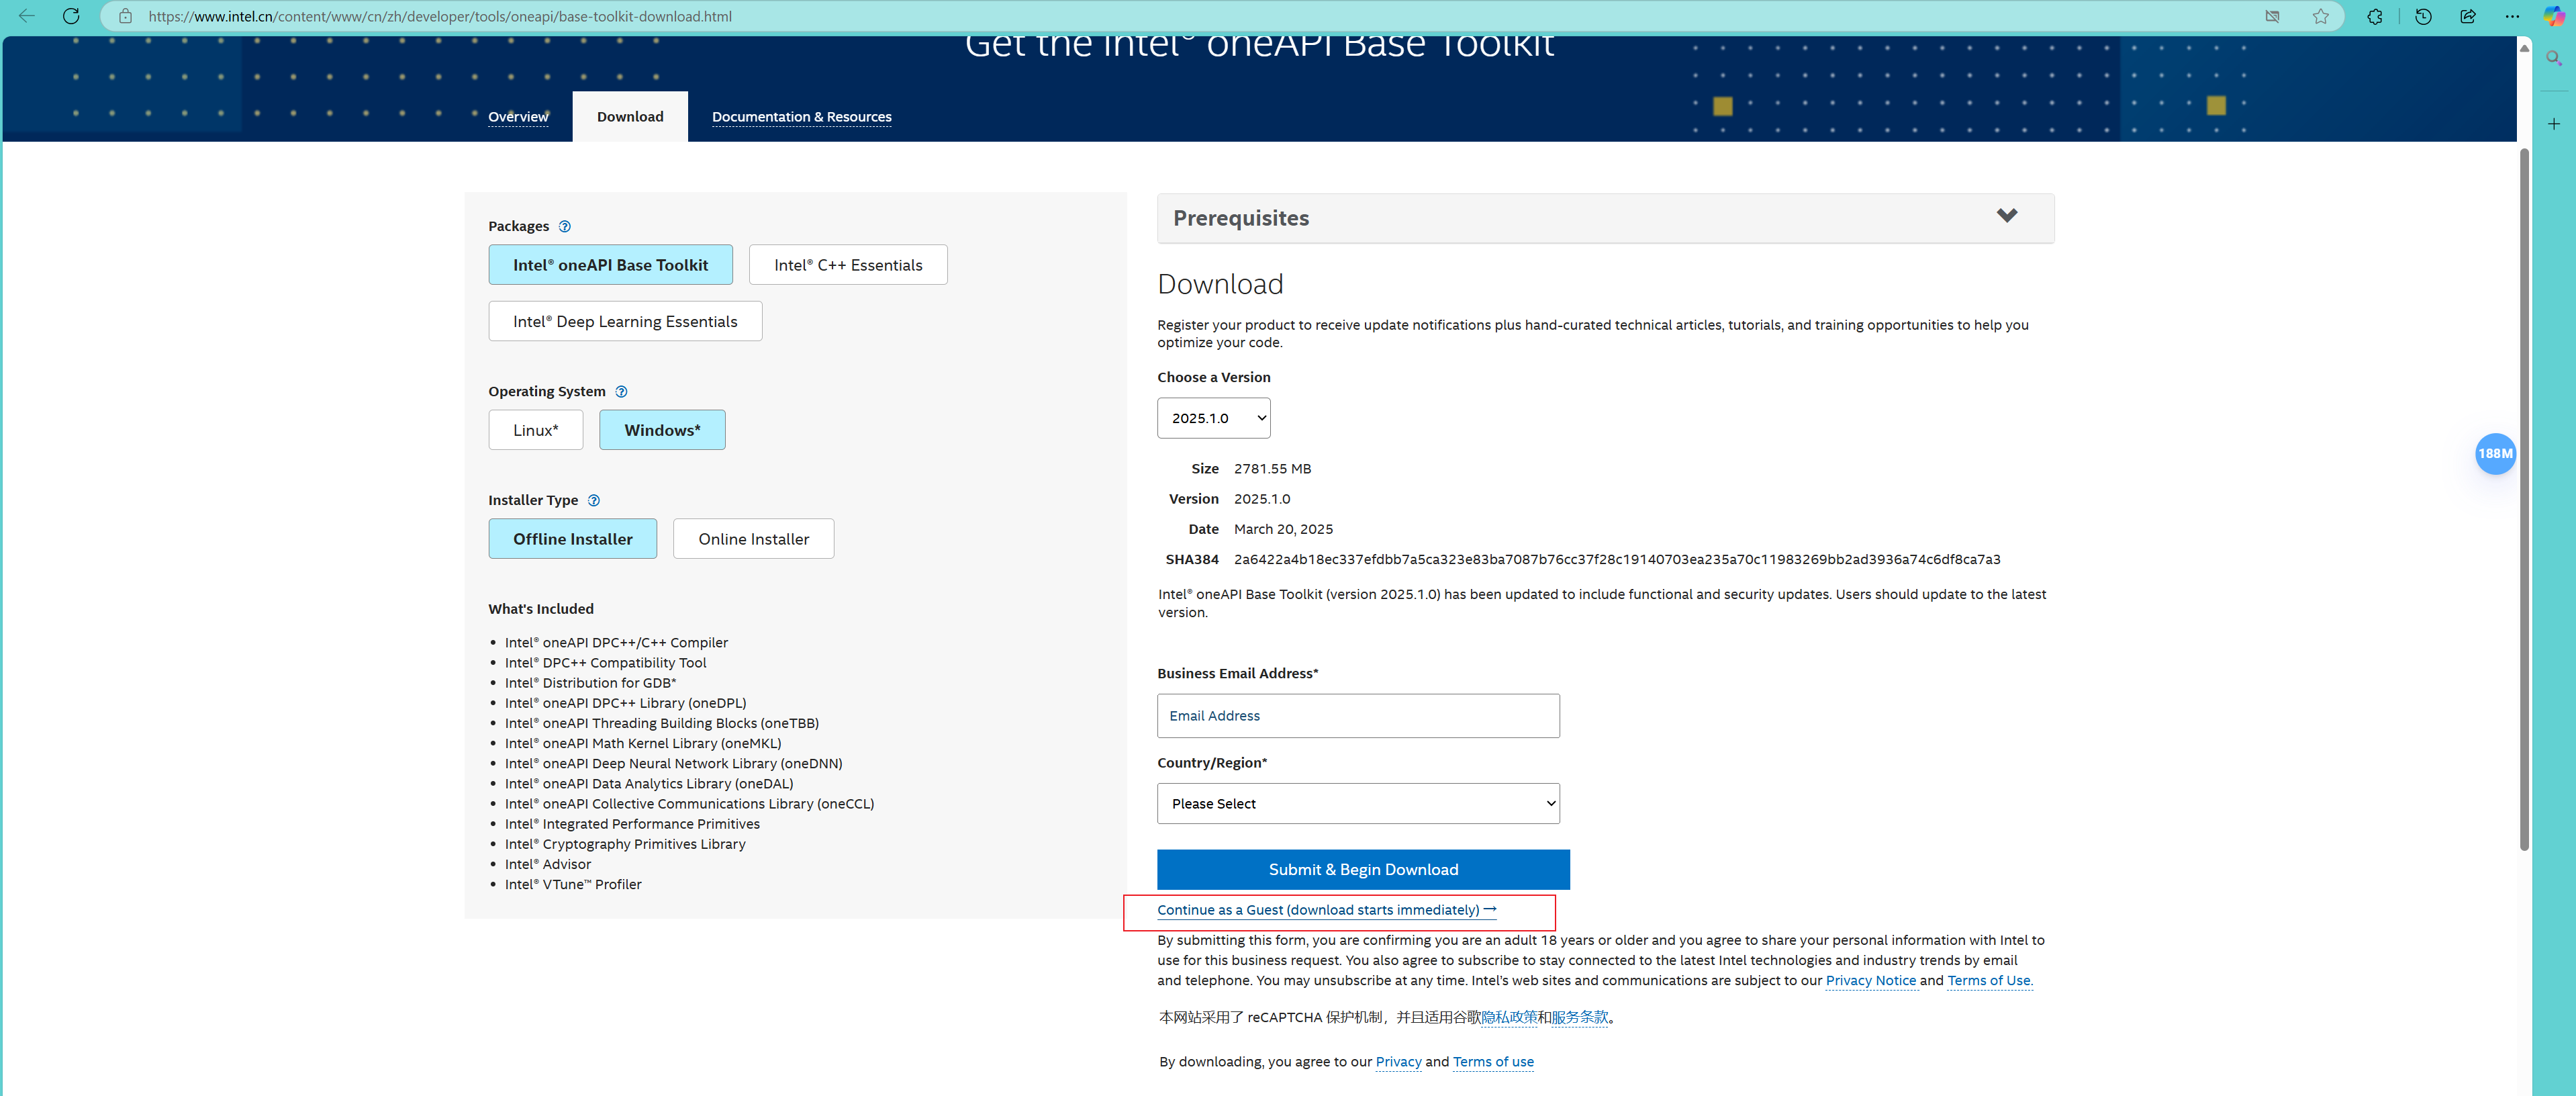 https://www.intel.cn/content/www/cn/zh/developer/tools/oneapi/base-toolkit-download.html
Get the Intel® oneAPI Base Toolkit
Overview
Download
Documentation & Resources
Packages
Intel® oneAPI Base Toolkit
Intel® C++ Essentials
Intel® Deep Learning Essentials
Operating System
Linux*
Windows*
Installer Type
Offline Installer
Online Installer
What's Included
Intel® oneAPI DPC++/C++ Compiler
Intel® DPC++ Compatibility Tool
Intel® Distribution for GDB*
Intel® oneAPI DPC++ Library (oneDPL)
Intel® oneAPI Threading Building Blocks (oneTBB)
Intel® oneAPI Math Kernel Library (oneMKL)
Intel® oneAPI Deep Neural Network Library (oneDNN)
Intel® oneAPI Data Analytics Library (oneDAL)
Intel® oneAPI Collective Communications Library (oneCCL)
Intel® Integrated Performance Primitives
Intel® Cryptography Primitives Library
Intel® Advisor
Intel® VTune™ Profiler
Prerequisites
Download
Register your product to receive update notifications plus hand-curated technical articles, tutorials, and training opportunities to help you
optimize your code.
Choose a Version
2025.1.0
Size 2781.55 MB
Version 2025.1.0
Date March 20, 2025
SHA384 2a6422a4b18ec337efdbb7a5ca323e83ba7087b76cc37f28c19140703ea235a70c11983269bb2ad3936a74c6df8ca7a3
Intel® oneAPI Base Toolkit (version 2025.1.0) has been updated to include functional and security updates. Users should update to the latest
version.
Business Email Address*
Email Address
Country/Region*
Please Select
Submit & Begin Download
Continue as a Guest (download starts immediately) →
By submitting this form, you are confirming you are an adult 18 years or older and you agree to share your personal information with Intel to
use for this business request. You also agree to subscribe to stay connected to the latest Intel technologies and industry trends by email
and telephone. You may unsubscribe at any time. Intel's web sites and communications are subject to our Privacy Notice and Terms of Use.
本网站采用了 reCAPTCHA 保护机制，并且适用谷歌隐私政策和服务条款。
By downloading, you agree to our Privacy and Terms of use
188M